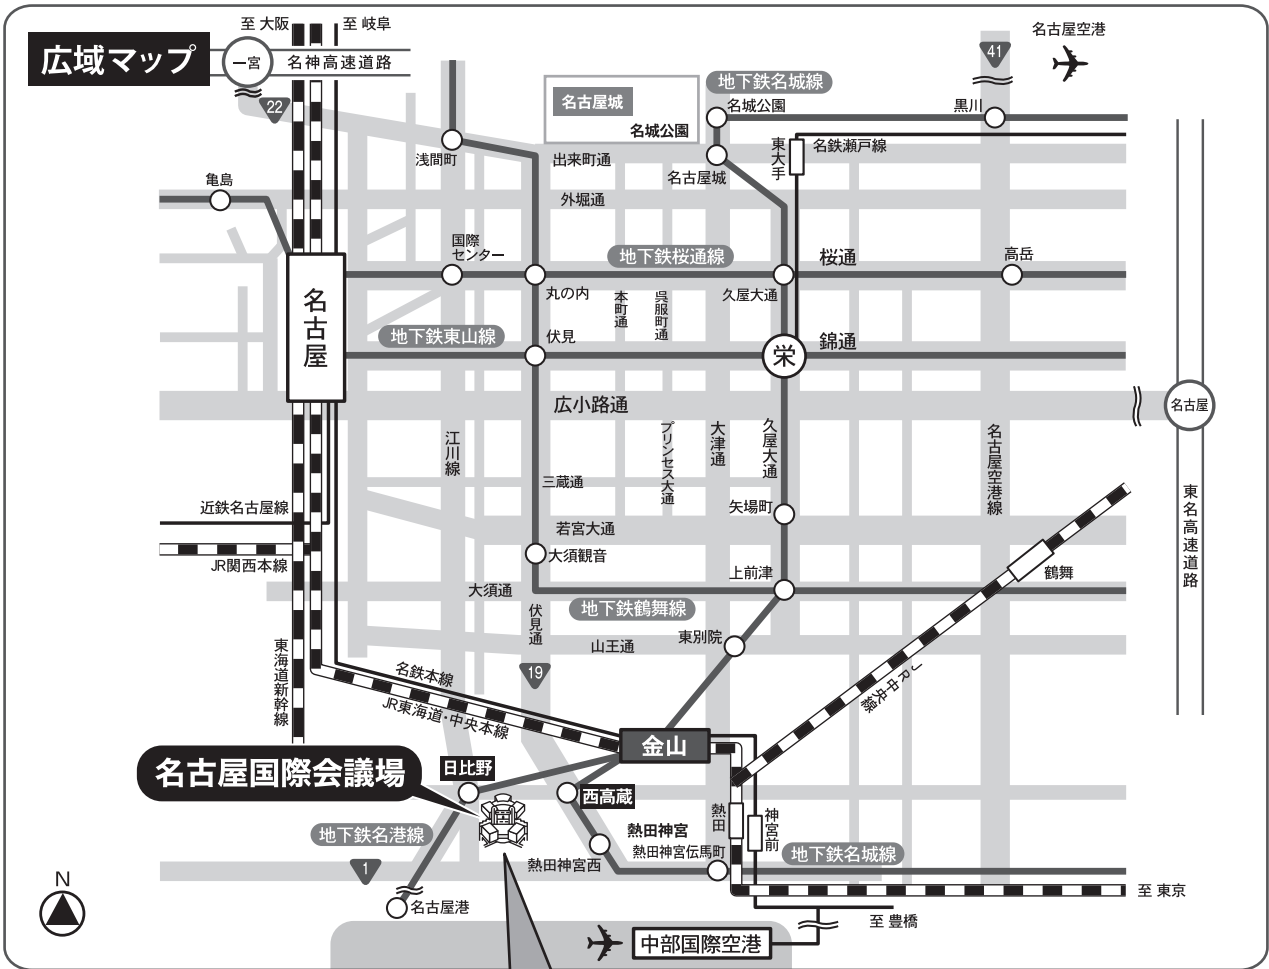 至 大阪
至 岐阜
広域マップ
一宮
名神高速道路
22
41
名古屋空港
地下鉄名城線
名古屋城
名城公園
名城公園
黒川
東大手
名鉄瀬戸線
浅間町
出来町通
名古屋城
亀島
外堀通
国際
センター
地下鉄桜通線
桜通
高岳
名古屋
丸の内
本町通
呉服町通
久屋大通
地下鉄東山線
伏見
栄
錦通
広小路通
名古屋
江川線
プリンセス大通
大津通
久屋大通
名古屋空港線
三蔵通
東名高速道路
近鉄名古屋線
若宮大通
矢場町
JR関西本線
大須観音
上前津
鶴舞
大須通
地下鉄鶴舞線
伏見通
東別院
山王通
東海道新幹線
名鉄本線
19
JR中央線
JR東海道・中央本線
金山
名古屋国際会議場
日比野
西高蔵
熱田
神宮前
地下鉄名港線
熱田神宮
熱田神宮伝馬町
地下鉄名城線
熱田神宮西
1
N
名古屋港
至 東京
至 豊橋
中部国際空港